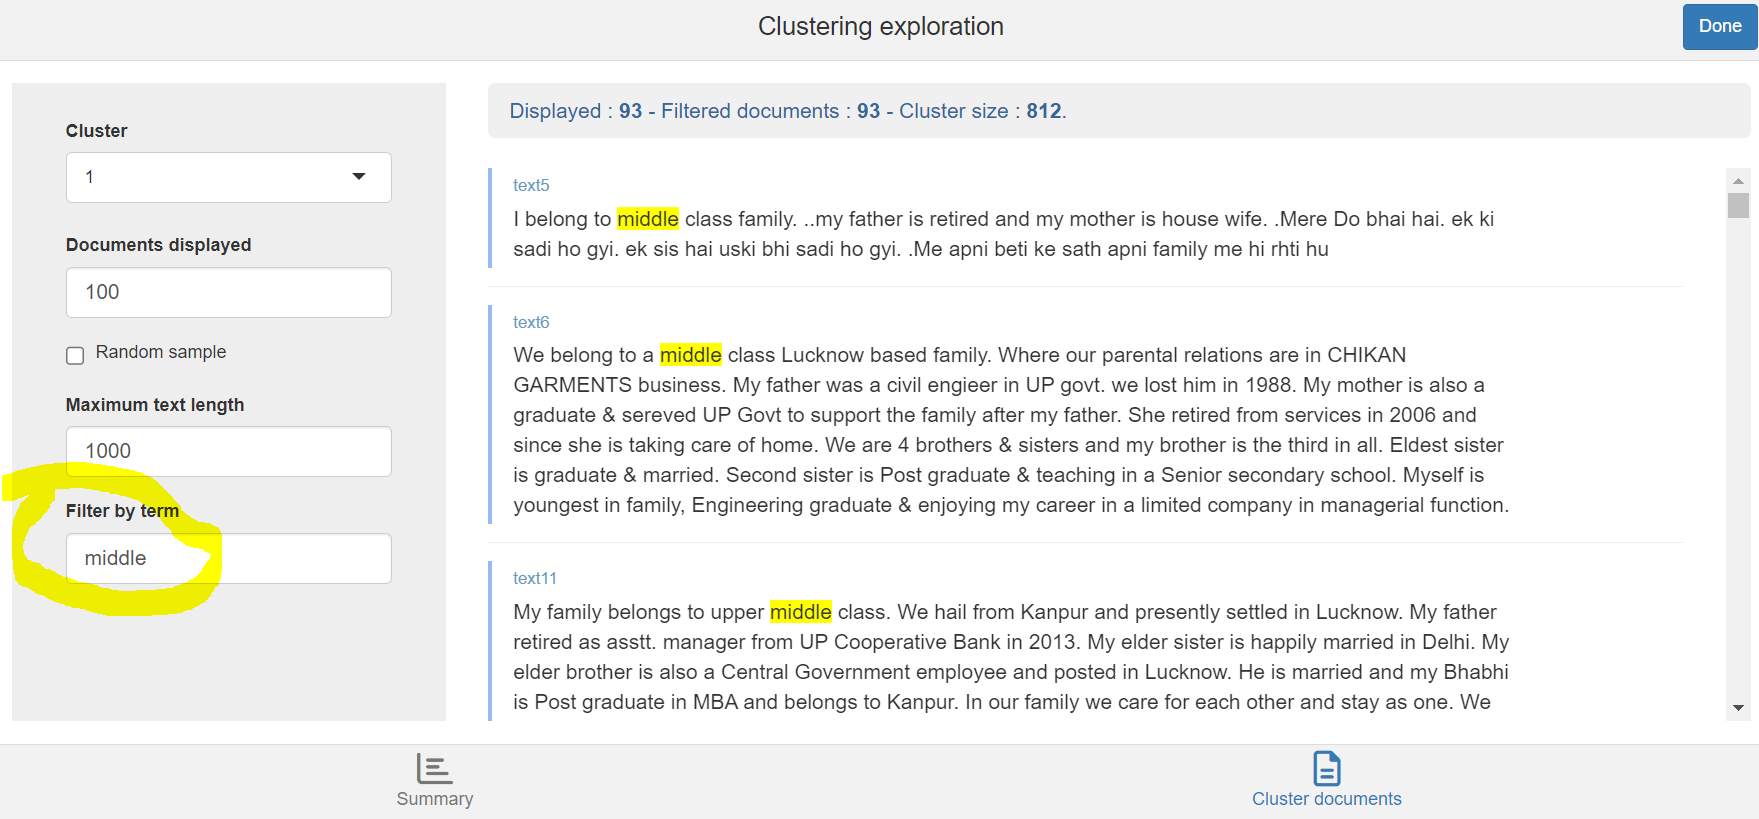 Clustering exploration
Done
Cluster
1
Documents displayed
100
Random sample
Maximum text length
1000
Filter by term
middle
Displayed : 93 - Filtered documents : 93 - Cluster size : 812.
text5
I belong to middle class family. ..my father is retired and my mother is house wife. .Mere Do bhai hai. ek ki
sadi ho gyi. ek sis hai uski bhi sadi ho gyi. .Me apni beti ke sath apni family me hi rhti hu
text6
We belong to a middle class Lucknow based family. Where our parental relations are in CHIKAN
GARMENTS business. My father was a civil engieer in UP govt. we lost him in 1988. My mother is also a
graduate & sereved UP Govt to support the family after my father. She retired from services in 2006 and
since she is taking care of home. We are 4 brothers & sisters and my brother is the third in all. Eldest sister
is graduate & married. Second sister is Post graduate & teaching in a Senior secondary school. Myself is
youngest in family, Engineering graduate & enjoying my career in a limited company in managerial function.
text11
My family belongs to upper middle class. We hail from Kanpur and presently settled in Lucknow. My father
retired as asstt. manager from UP Cooperative Bank in 2013. My elder sister is happily married in Delhi. My
elder brother is also a Central Government employee and posted in Lucknow. He is married and my Bhabhi
is Post graduate in MBA and belongs to Kanpur. In our family we care for each other and stay as one. We
Summary
Cluster documents